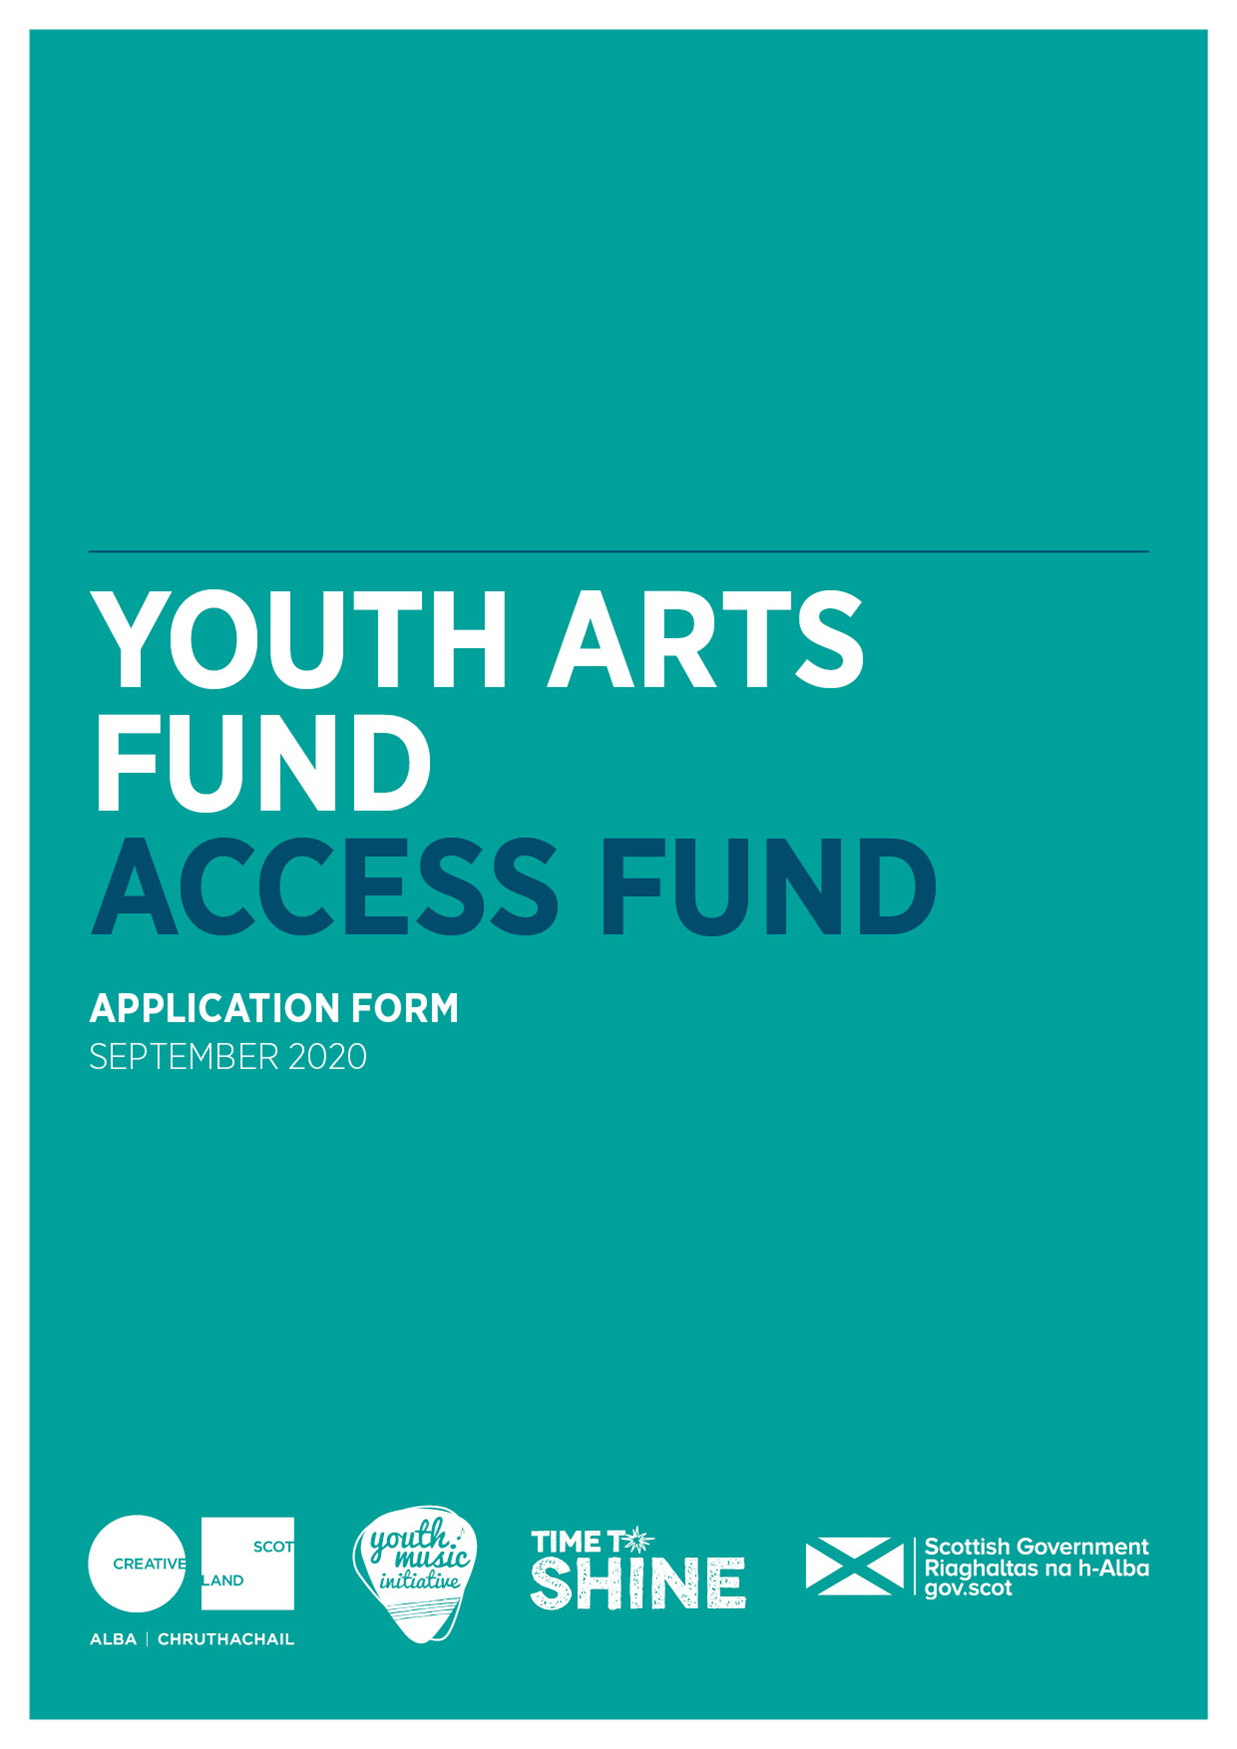 YOUTH ARTS
FUND
ACCESS FUND
APPLICATION FORM
SEPTEMBER 2020
CREATIVE
SCOT
LAND
ALBA | CHRUTHACHAIL
youth
music
initiative
TIME TO
SHINE
Scottish Government
Riaghaltas na h-Alba
gov.scot